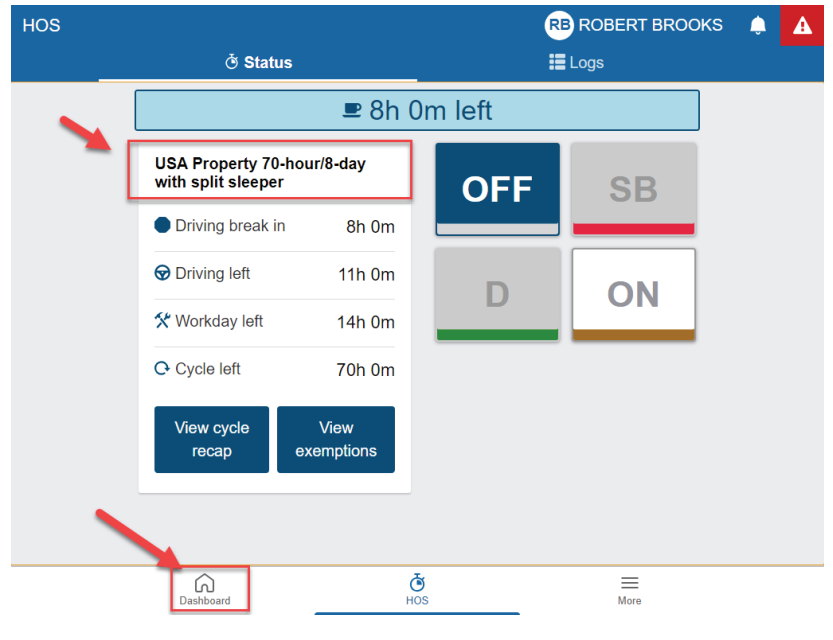 HOS
RB ROBERT BROOKS
Status
Logs
8h 0m left
USA Property 70-hour/8-day
with split sleeper
Driving break in 8h 0m
Driving left 11h 0m
Workday left 14h 0m
Cycle left 70h 0m
View cycle
recap
View
exemptions
OFF
SB
D
ON
Dashboard
HOS
More